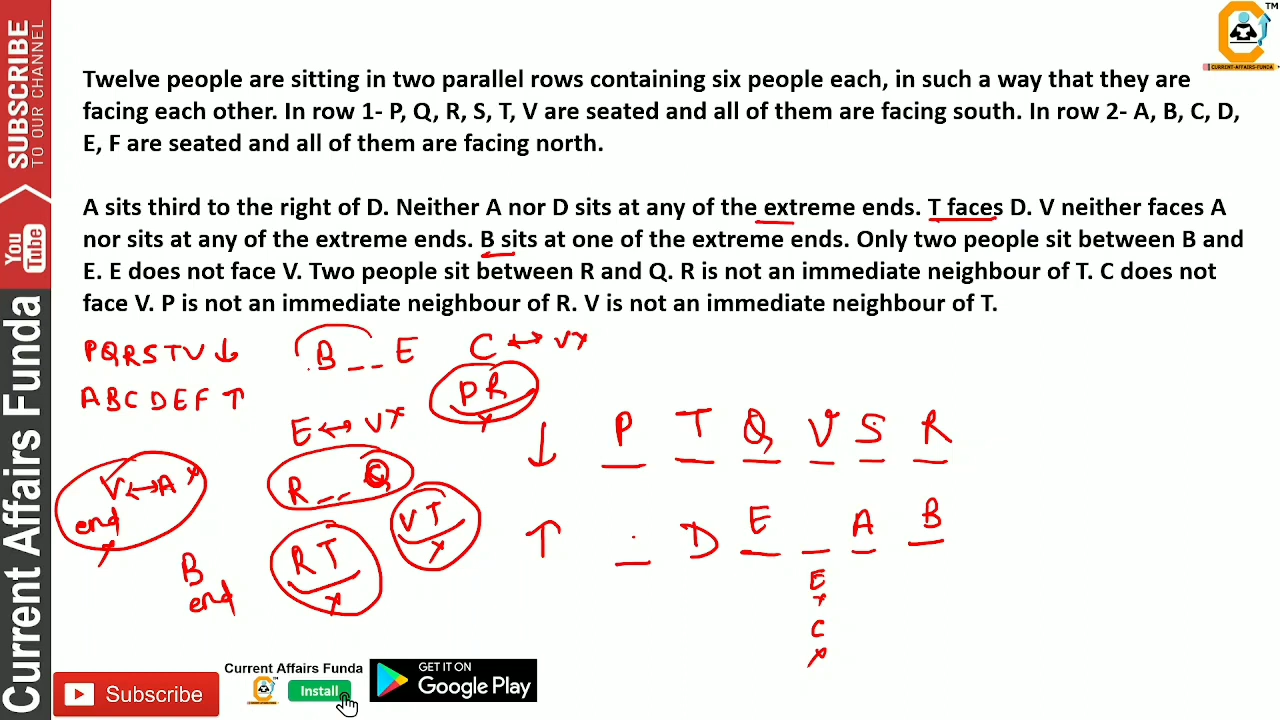 SUBSCRIBE
TO OUR CHANNEL
You Tube
Current Affairs Funda
TM
CURRENT-AFFAIRS-FUNDA
Twelve people are sitting in two parallel rows containing six people each, in such a way that they are
facing each other. In row 1- P, Q, R, S, T, V are seated and all of them are facing south. In row 2- A, B, C, D,
E, F are seated and all of them are facing north.
A sits third to the right of D. Neither A nor D sits at any of the extreme ends. T faces D. V neither faces A
nor sits at any of the extreme ends. B sits at one of the extreme ends. Only two people sit between B and
E. E does not face V. Two people sit between R and Q. R is not an immediate neighbour of T. C does not
face V. P is not an immediate neighbour of R. V is not an immediate neighbour of T.
PQRSTV ↓
B _ _ E
C ↔ V x
ABCDEF ↑
PR x
E ↔ V x
↓ P T Q V S R
V ↔ A x
end x
R _ _ Q
VT x
B
end
RT x
↑ _ D E _ A B
E x
C x
Subscribe
Current Affairs Funda
Install
GET IT ON
Google Play